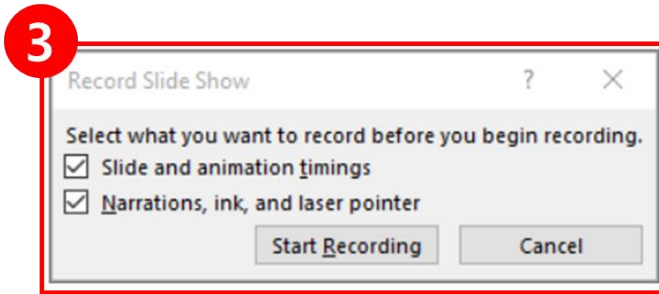 3
Record Slide Show ? ×
Select what you want to record before you begin recording.
Slide and animation timings
Narrations, ink, and laser pointer
Start Recording Cancel